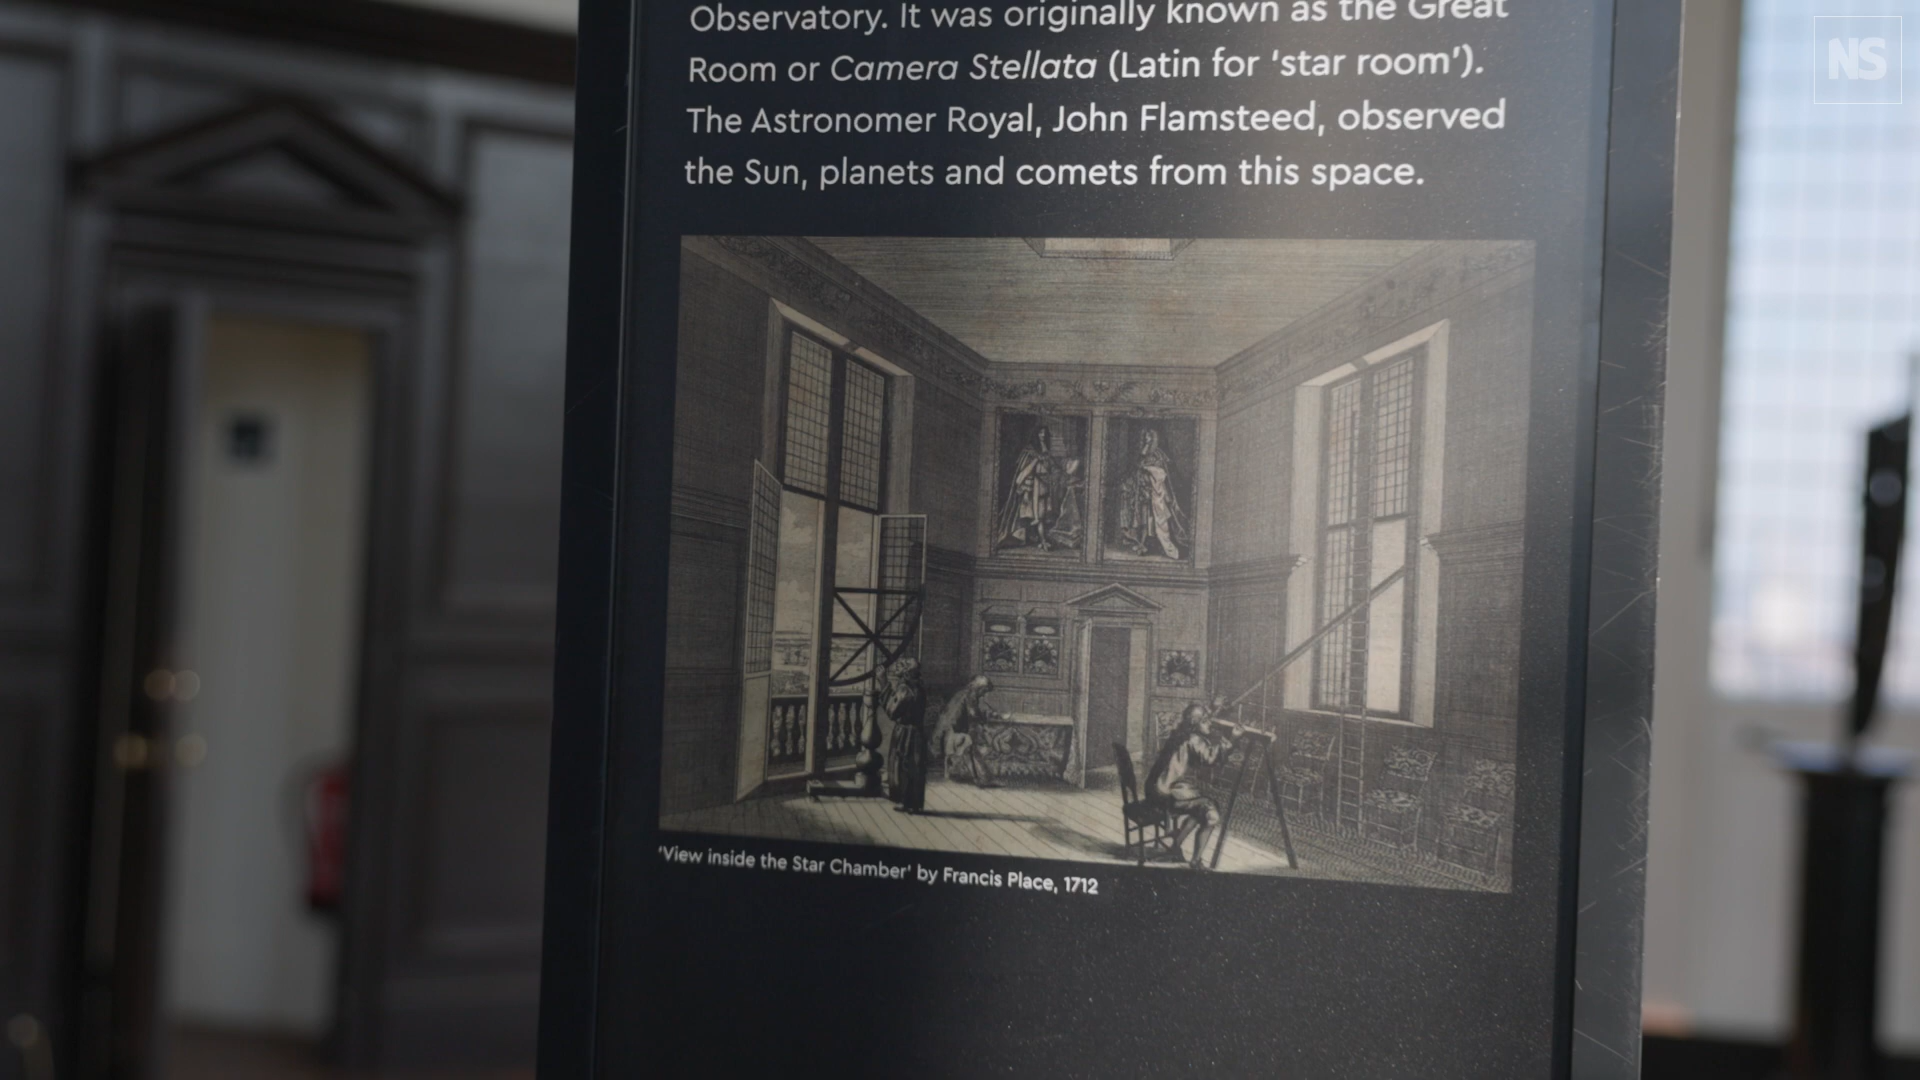 Observatory. It was originally known as the Great
Room or Camera Stellata (Latin for ‘star room’).
The Astronomer Royal, John Flamsteed, observed
the Sun, planets and comets from this space.
‘View inside the Star Chamber’ by Francis Place, 1712
NS